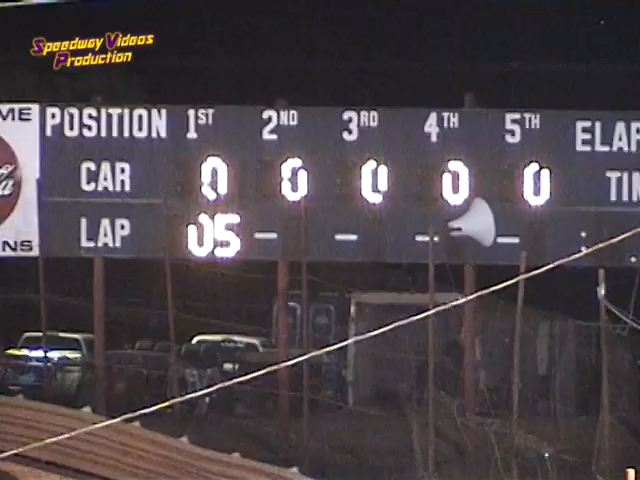 Speedway Videos
Production
ME
POSITION 1ST 2ND 3RD 4TH 5TH ELAP
CAR 0 0 0 0 0 TIM
LAP 05 – – – –
NS